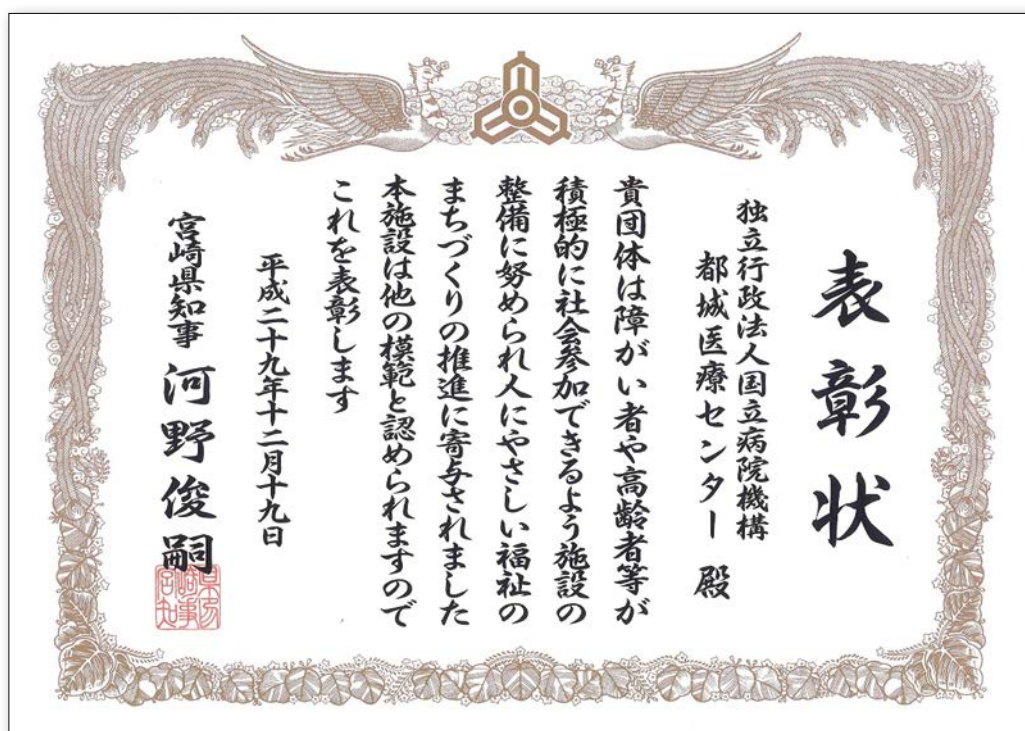 表彰状
独立行政法人国立病院機構
都城医療センター 殿
貴団体は障がい者や高齢者等が
積極的に社会参加できるよう施設の
整備に努められ人にやさしい福祉の
まちづくりの推進に寄与されました
本施設は他の模範と認められますので
これを表彰します
平成二十九年十二月十九日
宮崎県知事 河野俊嗣